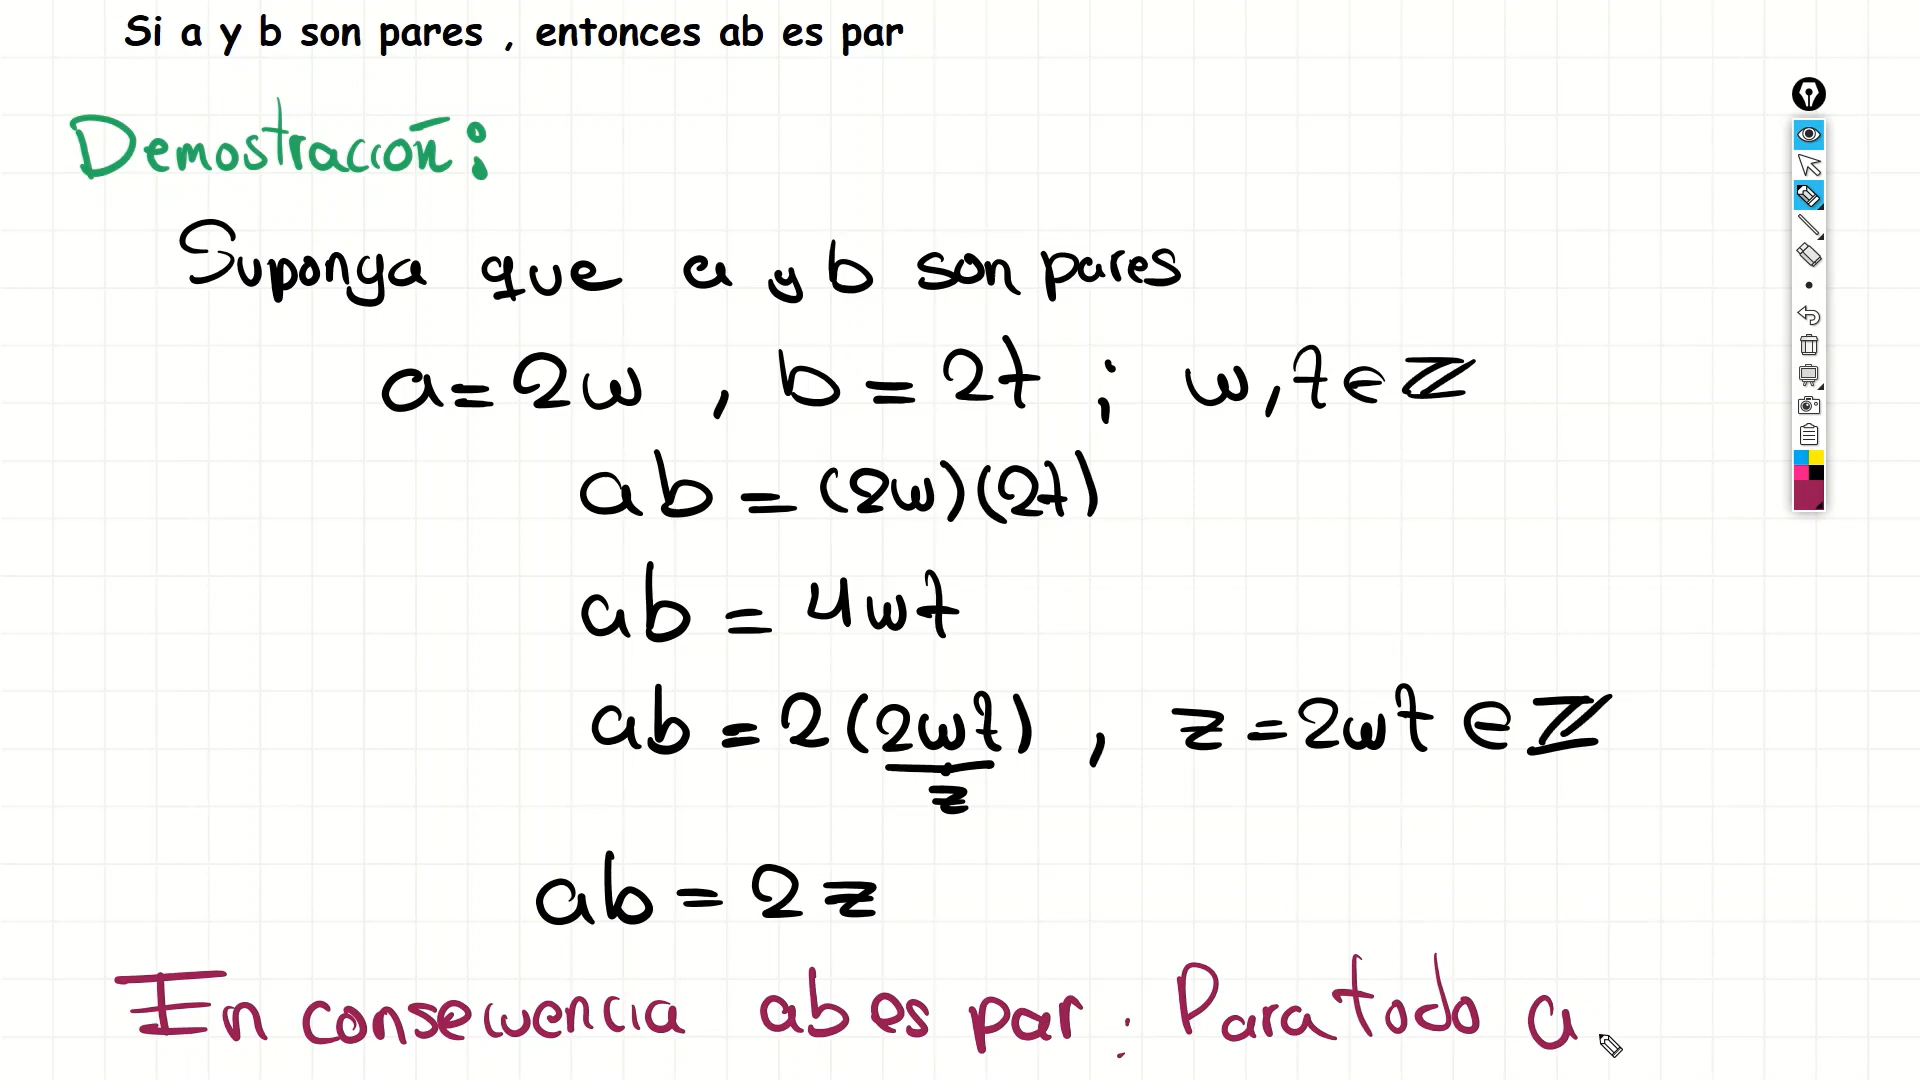 Si a y b son pares , entonces ab es par
Demostración:
Suponga que a y b son pares
a = 2w , b = 2t ; w, t ∈ ℤ
ab = (2w)(2t)
ab = 4wt
ab = 2(2wt) , z = 2wt ∈ ℤ
z
ab = 2z
En consecuencia ab es par; Para todo a